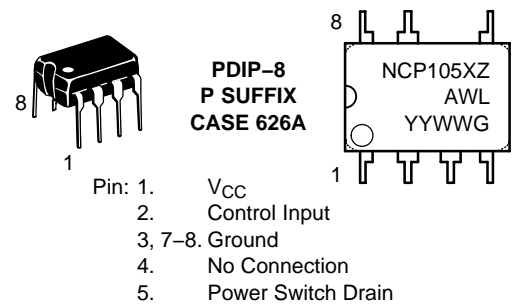 8
1
PDIP−8
P SUFFIX
CASE 626A
8
1
NCP105XZ
AWL
YYWWG
Pin: 1. VCC
2. Control Input
3, 7−8. Ground
4. No Connection
5. Power Switch Drain